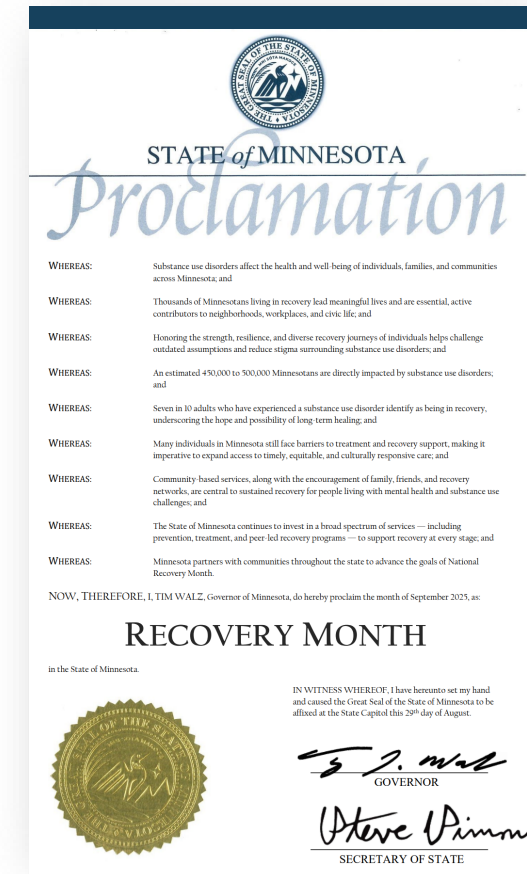 THE GREAT SEAL OF THE STATE OF MINNESOTA
STATE of MINNESOTA
Proclamation
WHEREAS: Substance use disorders affect the health and well-being of individuals, families, and communities
across Minnesota; and
WHEREAS: Thousands of Minnesotans living in recovery lead meaningful lives and are essential, active
contributors to neighborhoods, workplaces, and civic life; and
WHEREAS: Honoring the strength, resilience, and diverse recovery journeys of individuals helps challenge
outdated assumptions and reduce stigma surrounding substance use disorders; and
WHEREAS: An estimated 450,000 to 500,000 Minnesotans are directly impacted by substance use disorders;
and
WHEREAS: Seven in 10 adults who have experienced a substance use disorder identify as being in recovery,
underscoring the hope and possibility of long-term healing; and
WHEREAS: Many individuals in Minnesota still face barriers to treatment and recovery support, making it
imperative to expand access to timely, equitable, and culturally responsive care; and
WHEREAS: Community-based services, along with the encouragement of family, friends, and recovery
networks, are central to sustained recovery for people living with mental health and substance use
challenges; and
WHEREAS: The State of Minnesota continues to invest in a broad spectrum of services — including
prevention, treatment, and peer-led recovery programs — to support recovery at every stage; and
WHEREAS: Minnesota partners with communities throughout the state to advance the goals of National
Recovery Month.
NOW, THEREFORE, I, TIM WALZ, Governor of Minnesota, do hereby proclaim the month of September 2025, as:
RECOVERY MONTH
in the State of Minnesota.
IN WITNESS WHEREOF, I have hereunto set my hand
and caused the Great Seal of the State of Minnesota to be
affixed at the State Capitol this 29th day of August.
GOVERNOR
Steve Simon
SECRETARY OF STATE